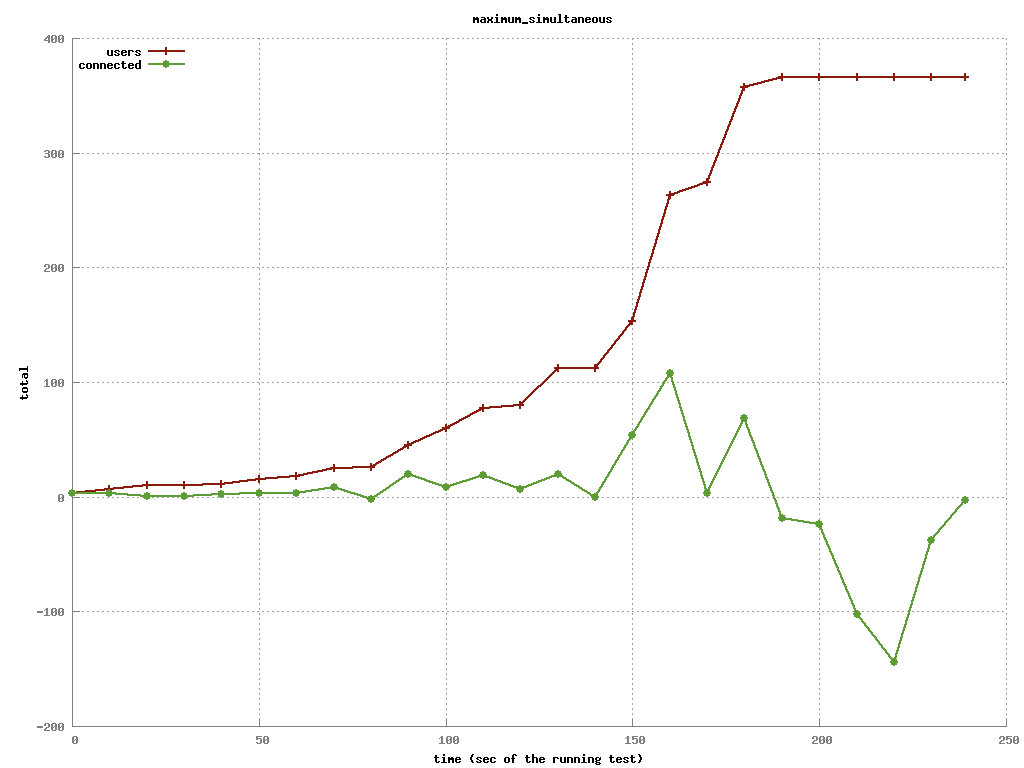 maximum_simultaneous
400
users
connected
300
200
total
100
0
-100
-200
0 50 100 150 200 250
time (sec of the running test)